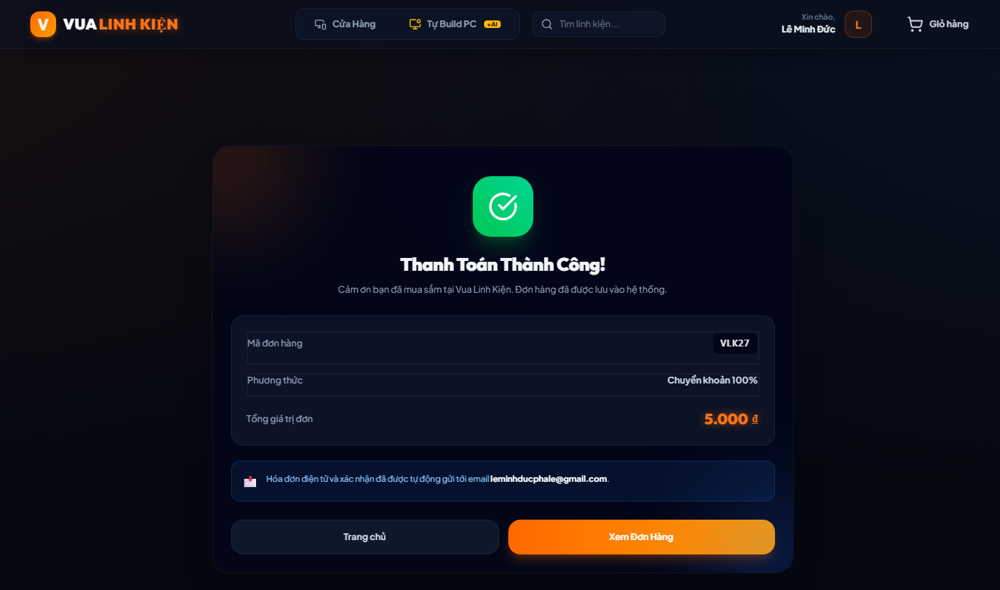 V VUA LINH KIỆN
Cửa Hàng
Tự Build PC +AI
Tìm linh kiện...
Xin chào,
Lê Minh Đức
L
Giỏ hàng
Thanh Toán Thành Công!
Cảm ơn bạn đã mua sắm tại Vua Linh Kiện. Đơn hàng đã được lưu vào hệ thống.
Mã đơn hàng VLK27
Phương thức Chuyển khoản 100%
Tổng giá trị đơn 5.000 ₫
Hóa đơn điện tử và xác nhận đã được tự động gửi tới email leminhducphale@gmail.com.
Trang chủ
Xem Đơn Hàng